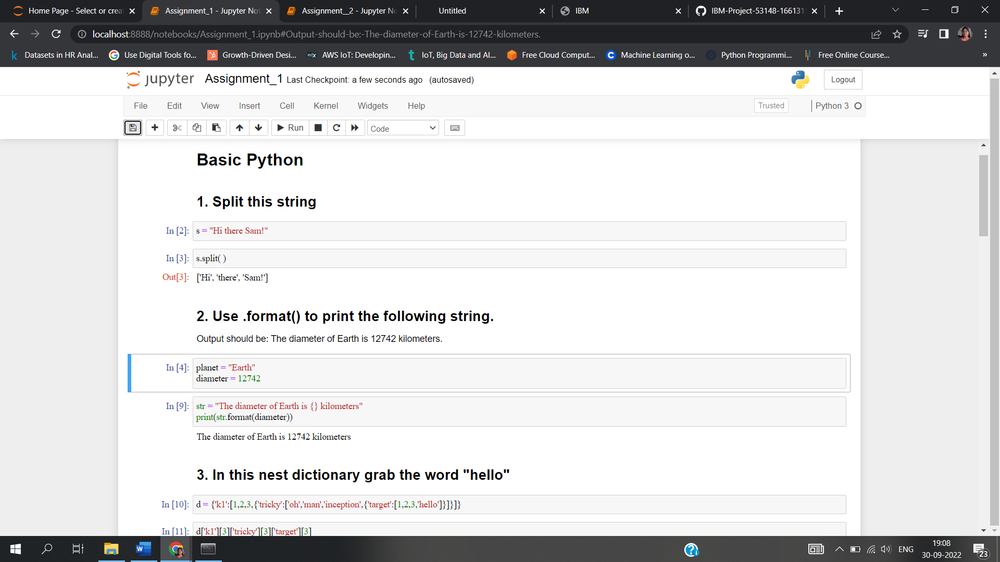 Home Page - Select or creat
Assignment_1 - Jupyter Not
Assignment__2 - Jupyter No
Untitled
IBM
IBM-Project-53148-166131
localhost:8888/notebooks/Assignment_1.ipynb#Output-should-be:-The-diameter-of-Earth-is-12742-kilometers.
Datasets in HR Anal...
Use Digital Tools fo...
Growth-Driven Desi...
edX
AWS IoT: Developin...
IoT, Big Data and AI...
Free Cloud Comput...
Machine Learning o...
Python Programmi...
Free Online Course...
»
jupyter
Assignment_1 Last Checkpoint: a few seconds ago (autosaved)
Logout
File Edit View Insert Cell Kernel Widgets Help
Trusted
Python 3
Run
Code
Basic Python
1. Split this string
In [2]: s = "Hi there Sam!"
In [3]: s.split( )
Out[3]: ['Hi', 'there', 'Sam!']
2. Use .format() to print the following string.
Output should be: The diameter of Earth is 12742 kilometers.
In [4]: planet = "Earth"
diameter = 12742
In [9]: str = "The diameter of Earth is {} kilometers"
print(str.format(diameter))
The diameter of Earth is 12742 kilometers
3. In this nest dictionary grab the word "hello"
In [10]: d = {'k1':[1,2,3,{'tricky':['oh','man','inception',{'target':[1,2,3,'hello']}]}]}
In [11]: d['k1'][3]['tricky'][3]['target'][3]
ENG
19:08
30-09-2022
23